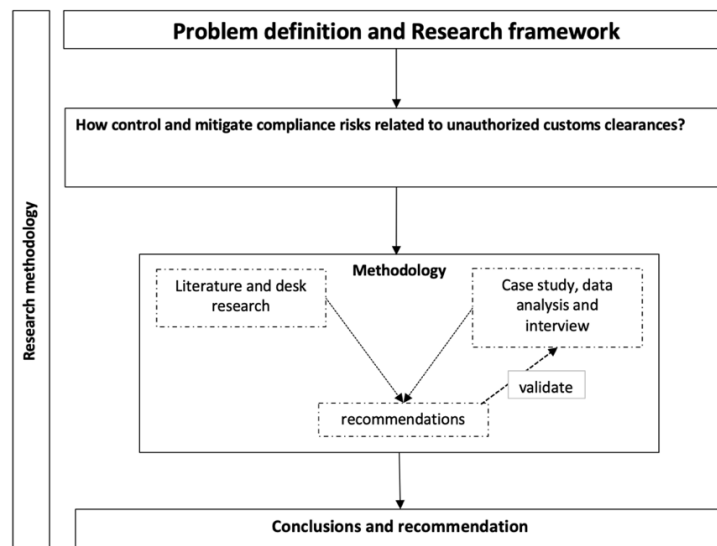 Problem definition and Research framework
How control and mitigate compliance risks related to unauthorized customs clearances?
Research methodology
Methodology
Literature and desk
research
Case study, data
analysis and
interview
validate
recommendations
Conclusions and recommendation